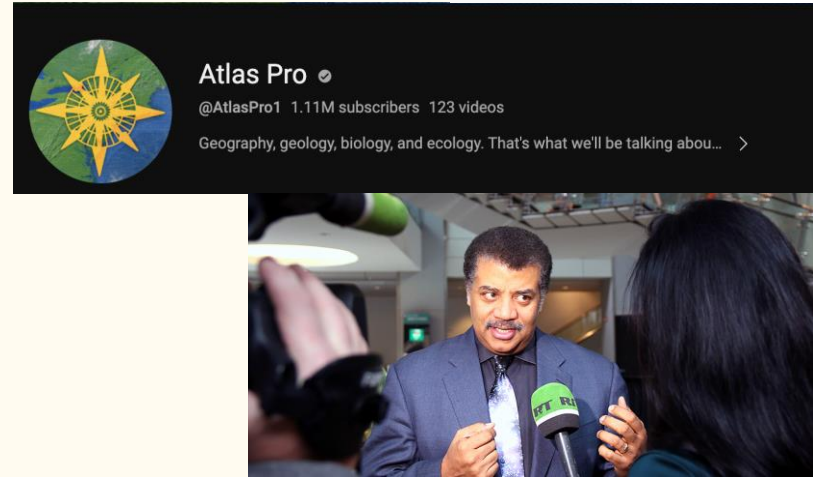 Atlas Pro
@AtlasPro1 1.11M subscribers 123 videos
Geography, geology, biology, and ecology. That's what we'll be talking abou...
RT